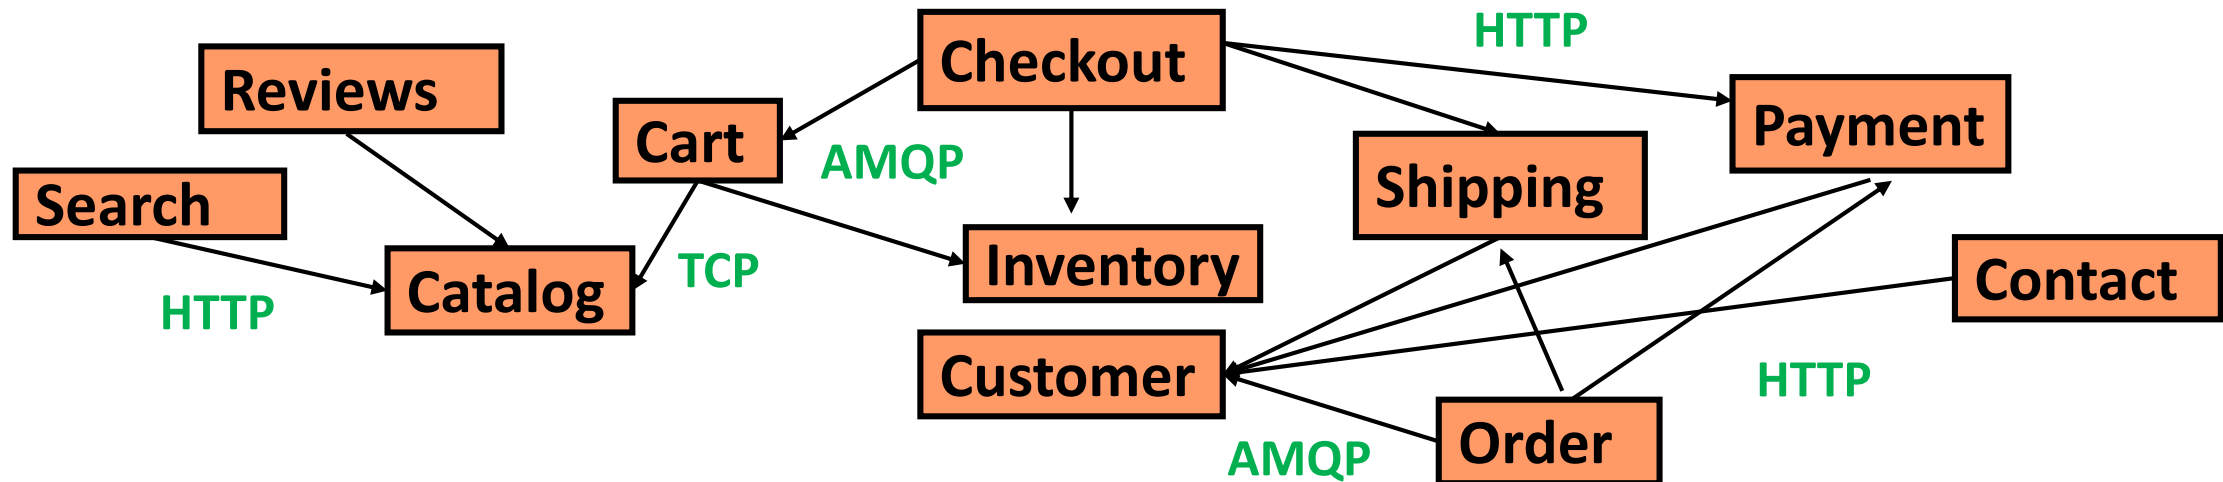 Checkout
HTTP
Reviews
Payment
Cart
AMQP
Shipping
Search
Inventory
TCP
Catalog
Contact
HTTP
Customer
HTTP
Order
AMQP